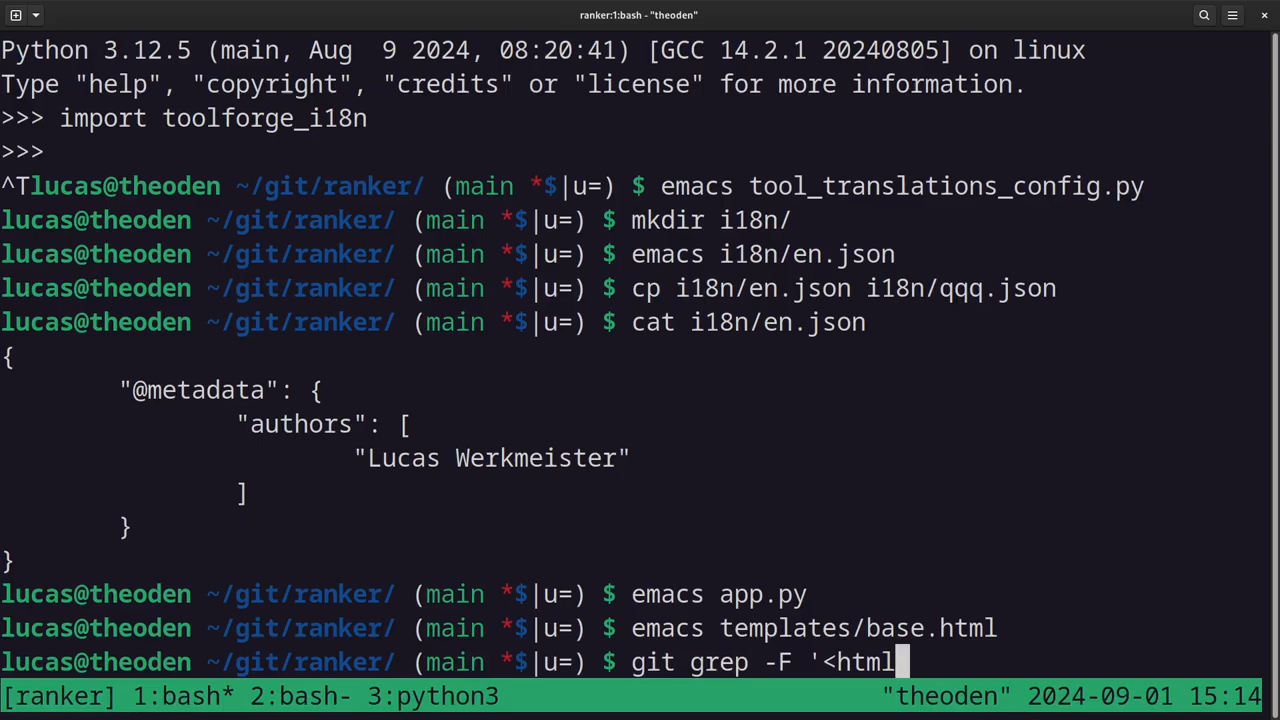 ranker:1:bash - "theoden"
Python 3.12.5 (main, Aug  9 2024, 08:20:41) [GCC 14.2.1 20240805] on linux
Type "help", "copyright", "credits" or "license" for more information.
>>> import toolforge_i18n
>>>
^Tlucas@theoden ~/git/ranker/ (main *$|u=) $ emacs tool_translations_config.py
lucas@theoden ~/git/ranker/ (main *$|u=) $ mkdir i18n/
lucas@theoden ~/git/ranker/ (main *$|u=) $ emacs i18n/en.json
lucas@theoden ~/git/ranker/ (main *$|u=) $ cp i18n/en.json i18n/qqq.json
lucas@theoden ~/git/ranker/ (main *$|u=) $ cat i18n/en.json
{
        "@metadata": {
                "authors": [
                        "Lucas Werkmeister"
                ]
        }
}
lucas@theoden ~/git/ranker/ (main *$|u=) $ emacs app.py
lucas@theoden ~/git/ranker/ (main *$|u=) $ emacs templates/base.html
lucas@theoden ~/git/ranker/ (main *$|u=) $ git grep -F '<html
[ranker] 1:bash* 2:bash- 3:python3 "theoden" 2024-09-01 15:14